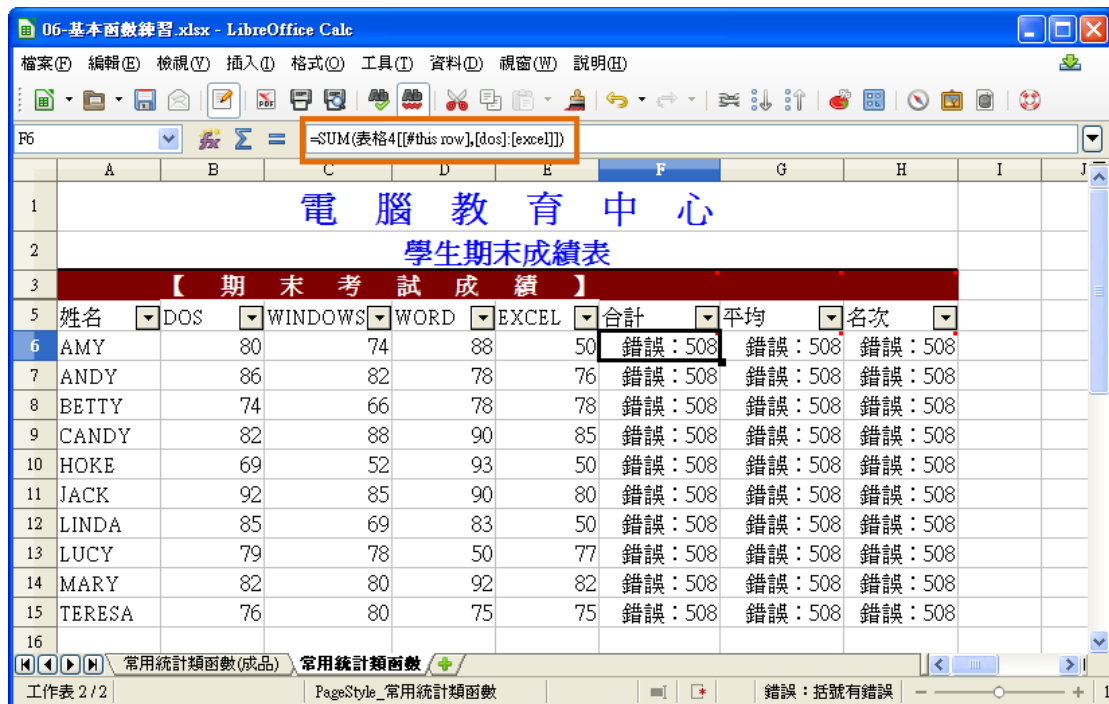 06-基本函數練習.xlsx - LibreOffice Calc
檔案(F) 編輯(E) 檢視(V) 插入(I) 格式(O) 工具(T) 資料(D) 視窗(W) 說明(H)
F6 =SUM(表格4[[#this row],[dos]:[excel]])
A B C D E F G H I J
1 電 腦 教 育 中 心
2 學生期末成績表
3 【 期 末 考 試 成 績 】
5 姓名 DOS WINDOWS WORD EXCEL 合計 平均 名次
6 AMY 80 74 88 50 錯誤：508 錯誤：508 錯誤：508
7 ANDY 86 82 78 76 錯誤：508 錯誤：508 錯誤：508
8 BETTY 74 66 78 78 錯誤：508 錯誤：508 錯誤：508
9 CANDY 82 88 90 85 錯誤：508 錯誤：508 錯誤：508
10 HOKE 69 52 93 50 錯誤：508 錯誤：508 錯誤：508
11 JACK 92 85 90 80 錯誤：508 錯誤：508 錯誤：508
12 LINDA 85 69 83 50 錯誤：508 錯誤：508 錯誤：508
13 LUCY 79 78 50 77 錯誤：508 錯誤：508 錯誤：508
14 MARY 82 80 92 82 錯誤：508 錯誤：508 錯誤：508
15 TERESA 76 80 75 75 錯誤：508 錯誤：508 錯誤：508
16
常用統計類函數(成品) 常用統計類函數
工作表 2 / 2 PageStyle_常用統計類函數 錯誤：括號有錯誤 1